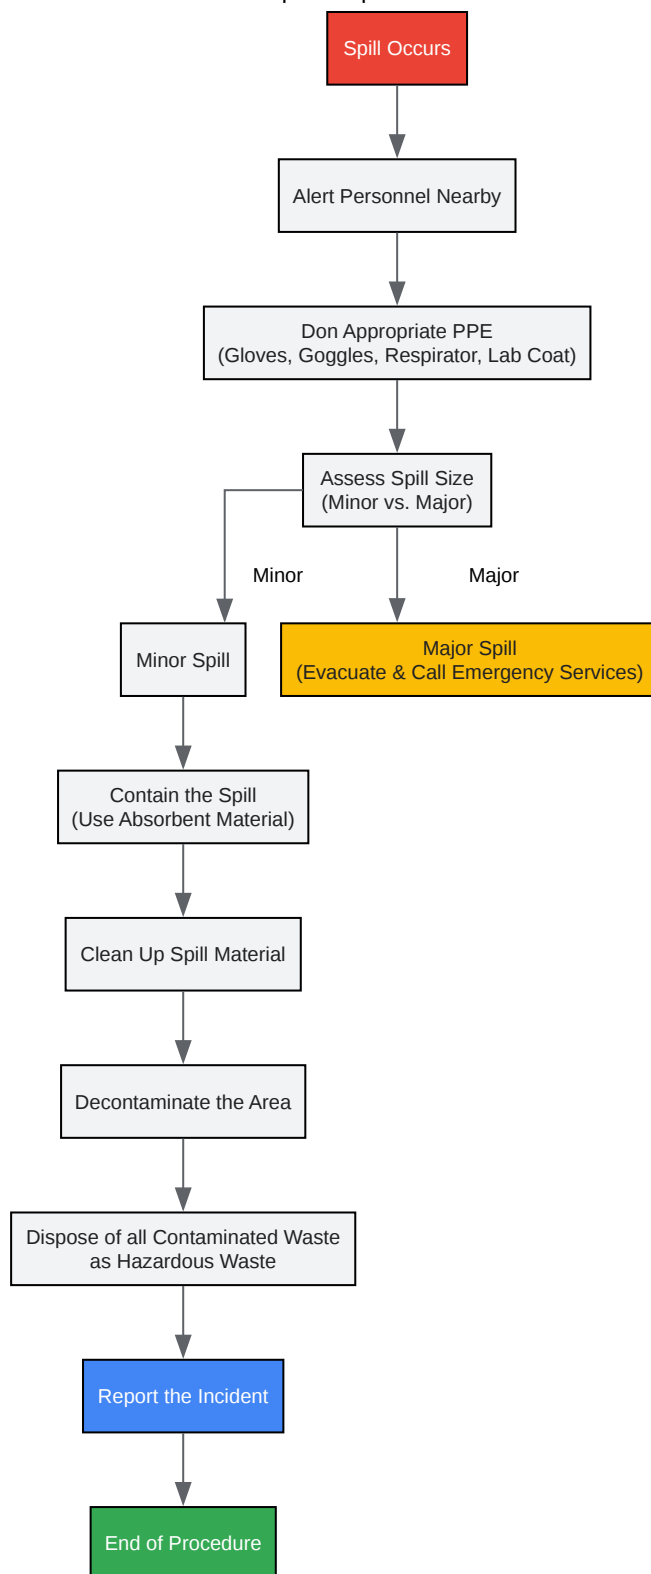 Spill Occurs
Alert Personnel Nearby
Don Appropriate PPE
(Gloves, Goggles, Respirator, Lab Coat)
Assess Spill Size
(Minor vs. Major)
Minor
Major
Minor Spill
Major Spill
(Evacuate & Call Emergency Services)
Contain the Spill
(Use Absorbent Material)
Clean Up Spill Material
Decontaminate the Area
Dispose of all Contaminated Waste
as Hazardous Waste
Report the Incident
End of Procedure